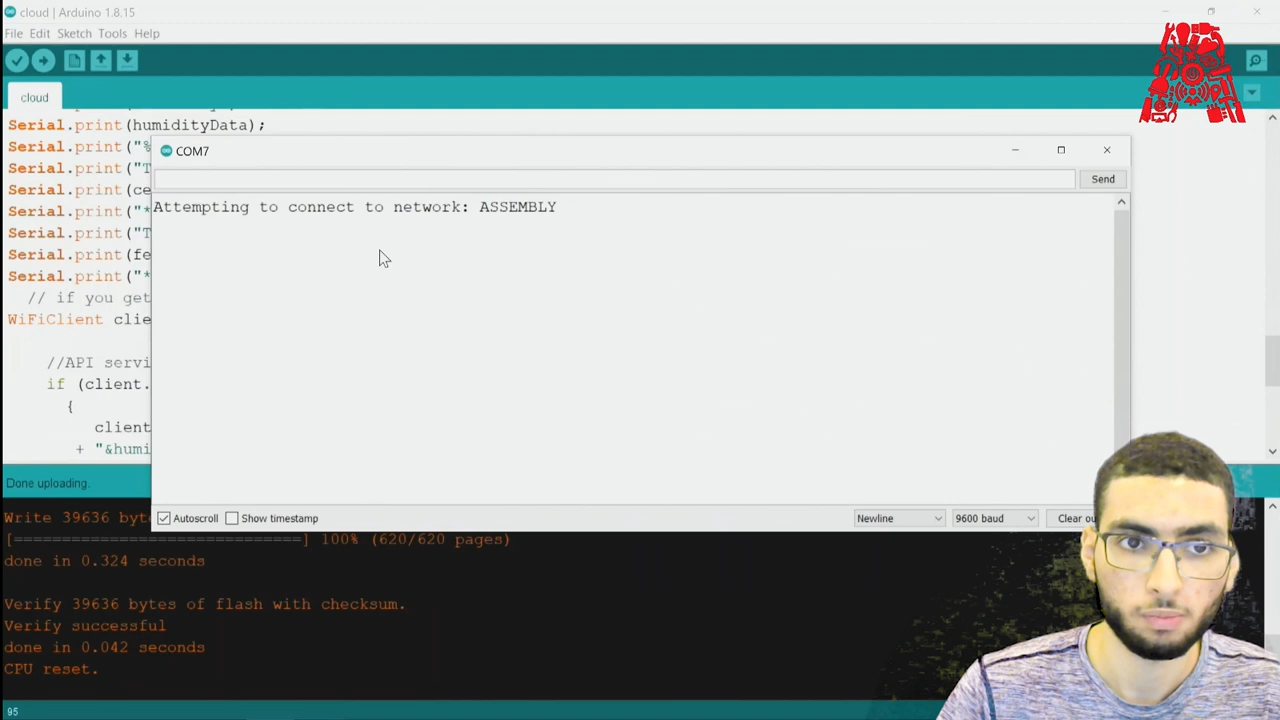 cloud | Arduino 1.8.15
File Edit Sketch Tools Help
cloud
Serial.print(humidityData);
Serial.print("%
Serial.print("T
Serial.print(ce
Serial.print("*
Serial.print("T
Serial.print(fe
Serial.print("*
// if you get
WiFiClient clie
//API servi
if (client.
{
client
+ "&humi
COM7
Send
Attempting to connect to network: ASSEMBLY
Autoscroll Show timestamp Newline 9600 baud Clear ou
Done uploading.
Write 39636 byt
[==============================] 100% (620/620 pages)
done in 0.324 seconds
Verify 39636 bytes of flash with checksum.
Verify successful
done in 0.042 seconds
CPU reset.
95